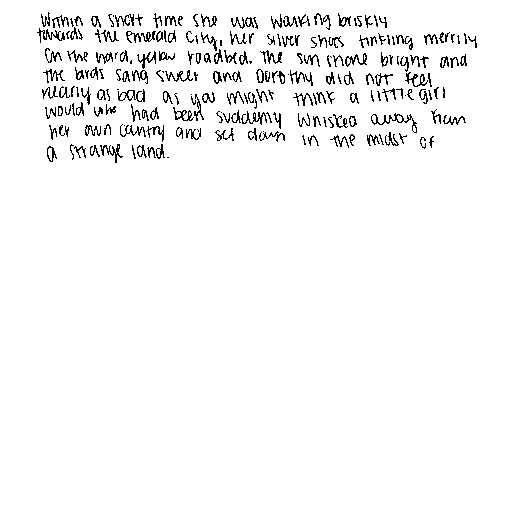 Within a short time she was walking briskly
towards the Emerald City, her silver shoes tinkling merrily
on the hard, yellow roadbed. The sun shone bright and
the birds sang sweet and Dorothy did not feel
nearly as bad as you might think a little girl
would who had been suddenly whisked away from
her own country and set down in the midst of
a strange land.